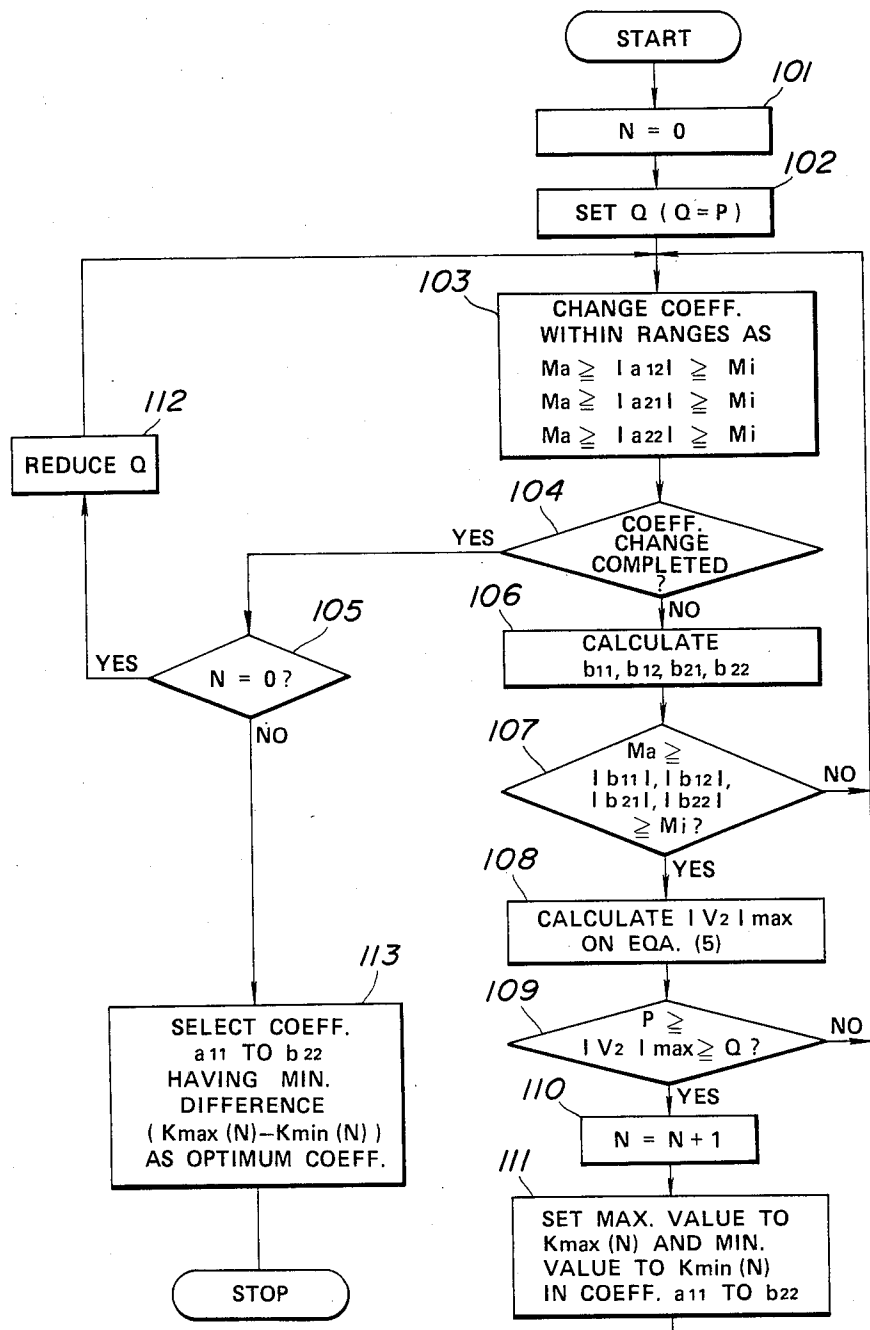 START
101
N = 0
102
SET Q ( Q = P )
103
CHANGE COEFF.
WITHIN RANGES AS
Ma ≧ | a12 | ≧ Mi
Ma ≧ | a21 | ≧ Mi
Ma ≧ | a22 | ≧ Mi
112
REDUCE Q
104
COEFF.
CHANGE
COMPLETED
?
YES
NO
105
N = 0 ?
YES
NO
106
CALCULATE
b11, b12, b21, b22
107
Ma ≧
| b11 |, | b12 |,
| b21 |, | b22 |
≧ Mi ?
NO
YES
108
CALCULATE | V2 | max
ON EQA. (5)
109
P ≧
| V2 | max ≧ Q ?
NO
YES
110
N = N + 1
111
SET MAX. VALUE TO
Kmax (N) AND MIN.
VALUE TO Kmin (N)
IN COEFF. a11 TO b22
113
SELECT COEFF.
a11 TO b22
HAVING MIN.
DIFFERENCE
( Kmax (N) – Kmin (N) )
AS OPTIMUM COEFF.
STOP